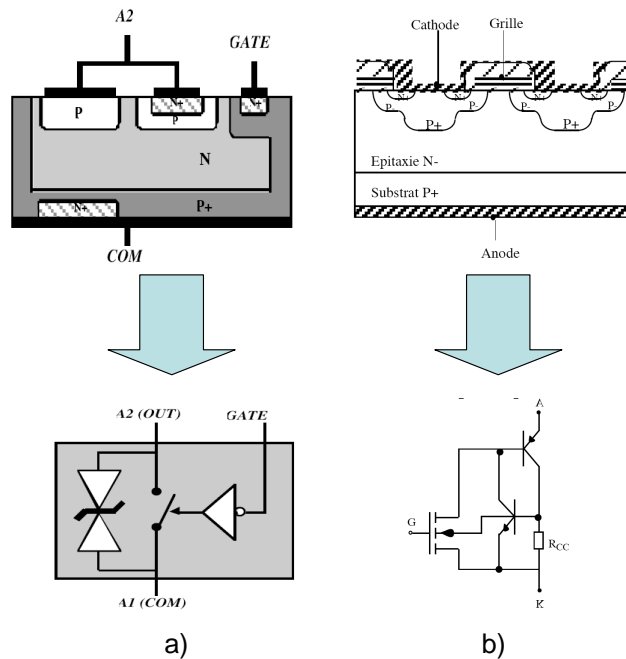 A2
GATE
P
N+
P
N+
N
N+
P+
COM
Cathode
Grille
P-
N+
N+
P-
P-
N+
N+
P-
P+
P+
Epitaxie N-
Substrat P+
Anode
A2 (OUT)
GATE
A1 (COM)
A
G
RCC
K
a)
b)